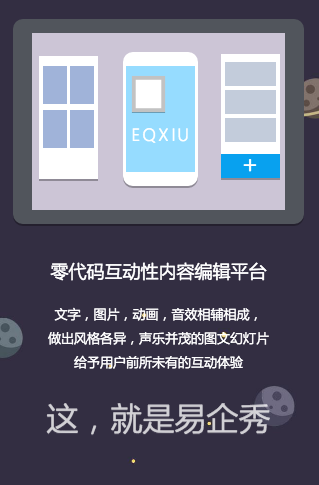 EQXIU
+
零代码互动性内容编辑平台
文字，图片，动画，音效相辅相成，
做出风格各异，声乐并茂的图文幻灯片
给予用户前所未有的互动体验
这，就是易企秀